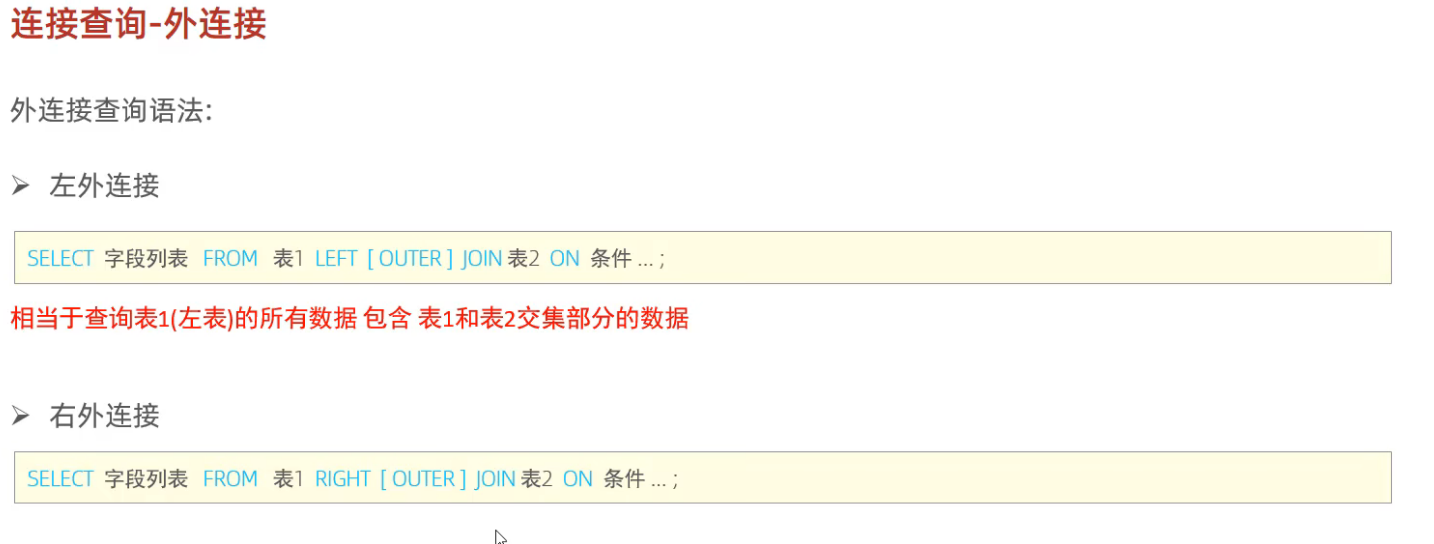 连接查询-外连接
外连接查询语法:
左外连接
SELECT 字段列表 FROM 表1 LEFT [ OUTER ] JOIN 表2 ON 条件 ... ;
相当于查询表1(左表)的所有数据 包含 表1和表2交集部分的数据
右外连接
SELECT 字段列表 FROM 表1 RIGHT [ OUTER ] JOIN 表2 ON 条件 ... ;